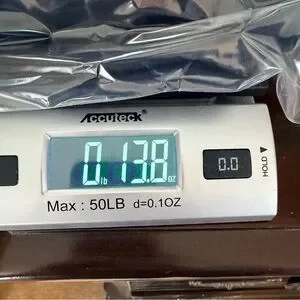 Accuteck®
0 lb 13.8 oz
0.0
HOLD
Max : 50LB d=0.1OZ